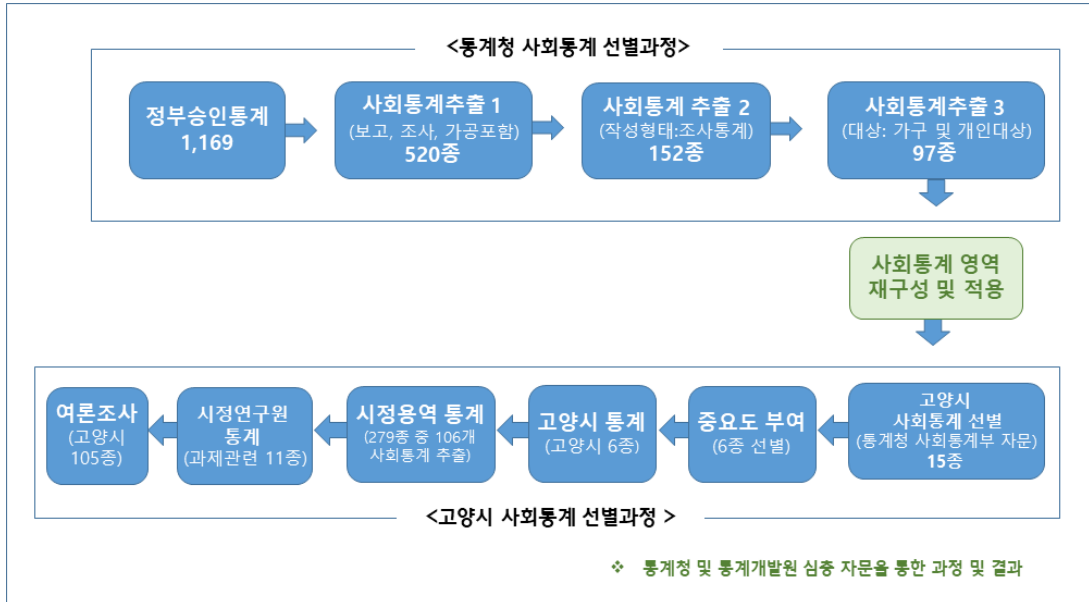 <통계청 사회통계 선별과정>
정부승인통계
1,169
사회통계추출 1
(보고, 조사, 가공포함)
520종
사회통계 추출 2
(작성형태:조사통계)
152종
사회통계추출 3
(대상: 가구 및 개인대상)
97종
사회통계 영역
재구성 및 적용
고양시
사회통계 선별
(통계청 사회통계부 자문)
15종
중요도 부여
(6종 선별)
고양시 통계
(고양시 6종)
시정용역 통계
(279종 중 106개
사회통계 추출)
시정연구원
통계
(과제관련 11종)
여론조사
(고양시
105종)
<고양시 사회통계 선별과정 >
❖ 통계청 및 통계개발원 심층 자문을 통한 과정 및 결과